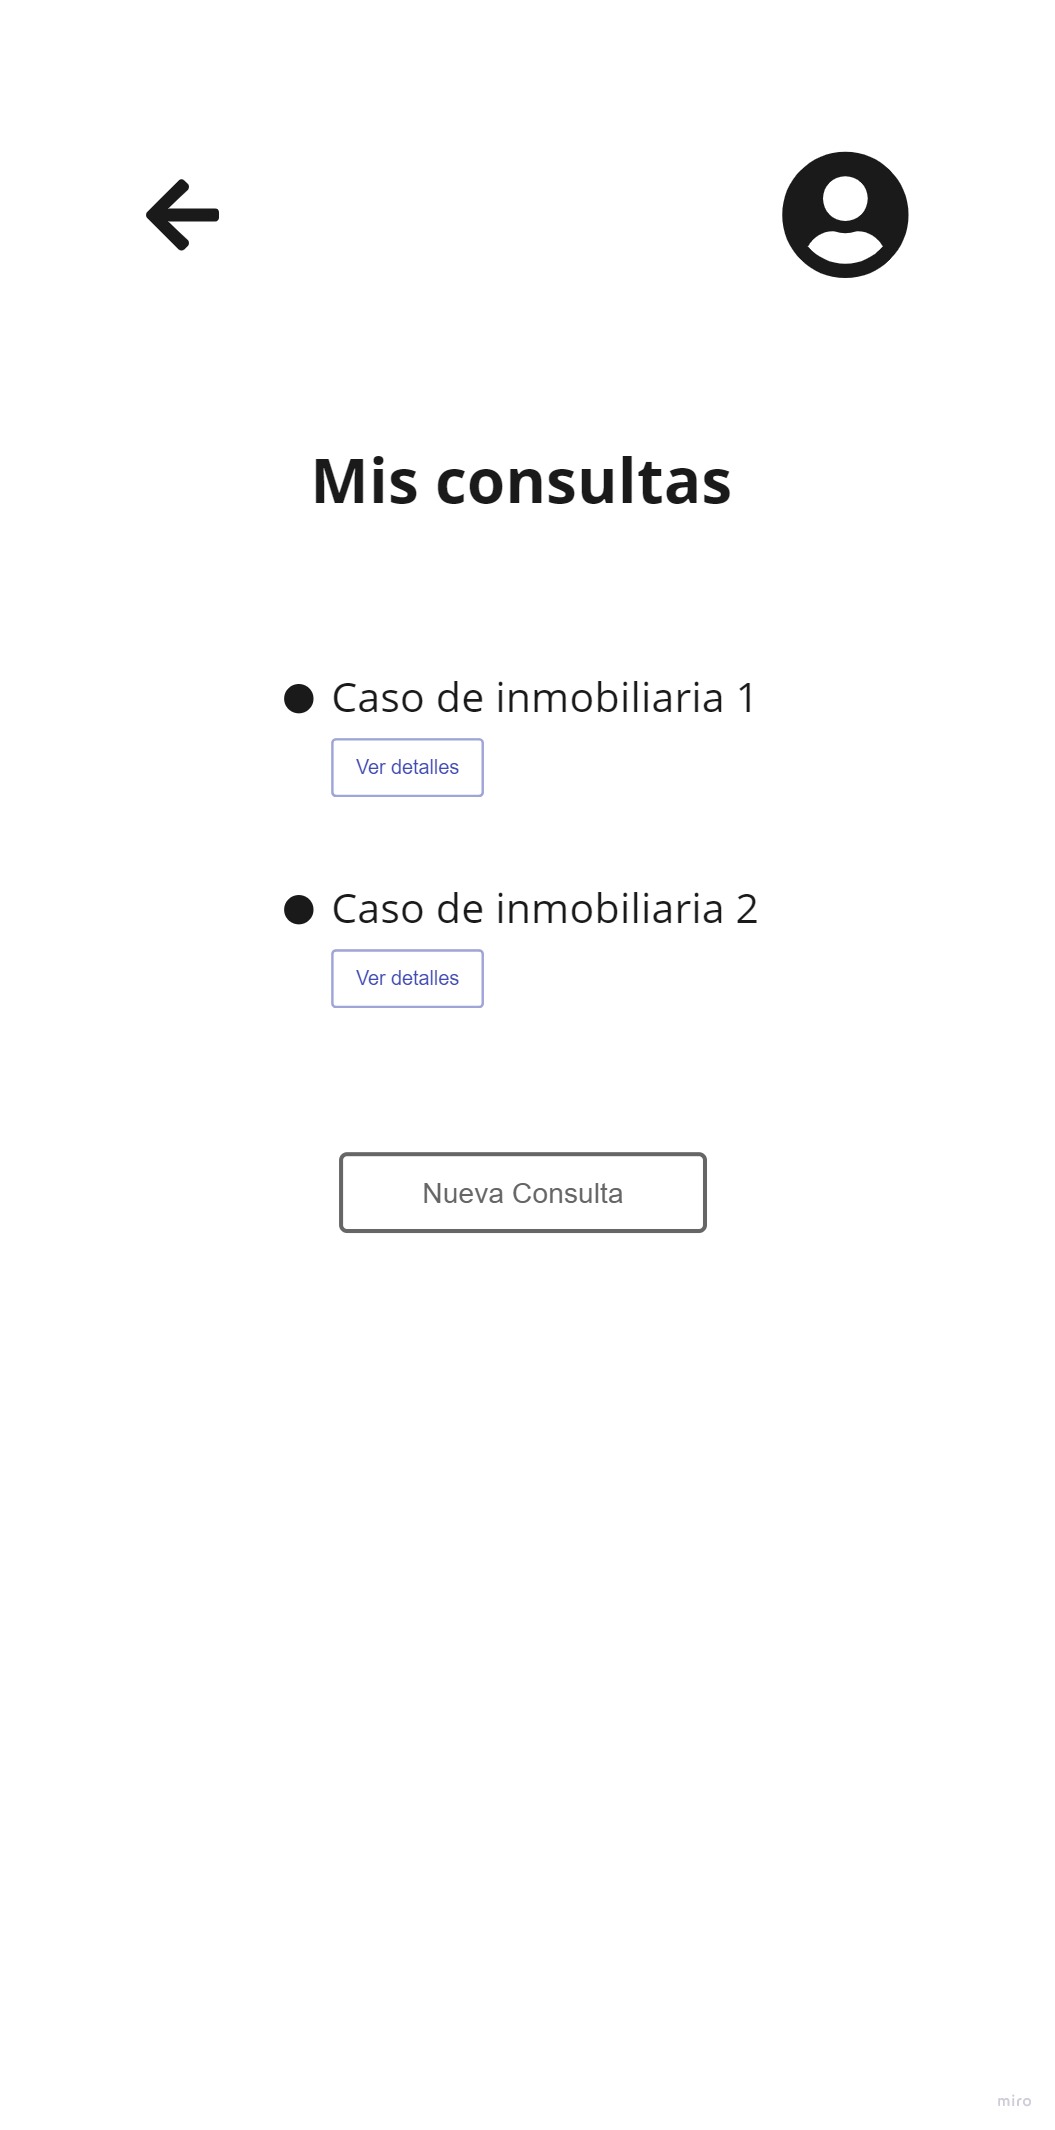 Mis consultas
Caso de inmobiliaria 1
Ver detalles
Caso de inmobiliaria 2
Ver detalles
Nueva Consulta
miro